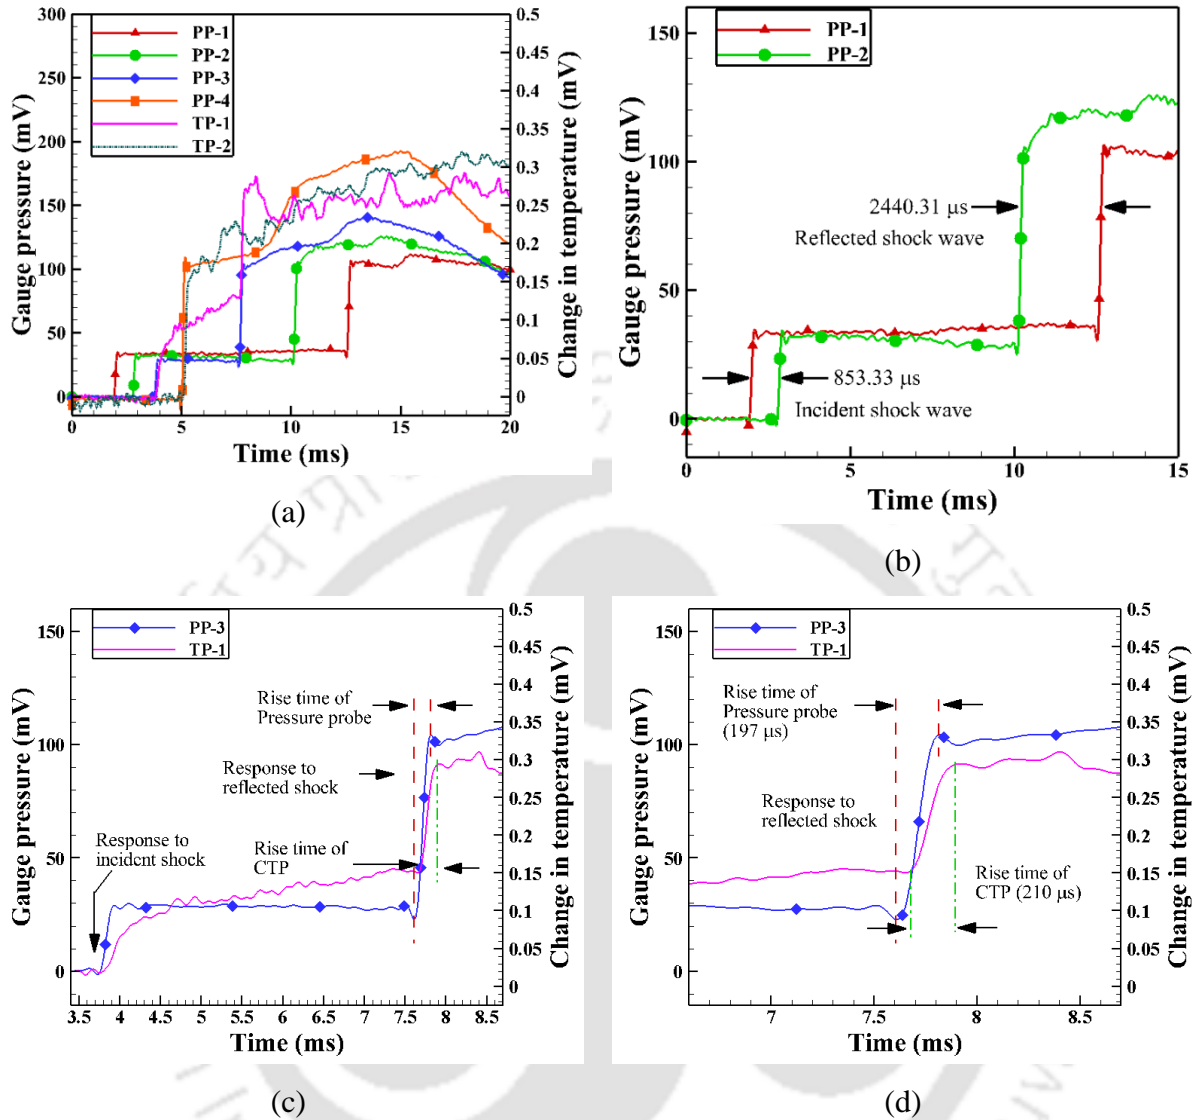 300
250
200
150
100
50
0
0.5
0.45
0.4
0.35
0.3
0.25
0.2
0.15
0.1
0.05
0
PP-1
PP-2
PP-3
PP-4
TP-1
TP-2
Gauge pressure (mV)
Change in temperature (mV)
0 5 10 15 20
Time (ms)
(a)
150
100
50
0
PP-1
PP-2
Gauge pressure (mV)
2440.31 µs
Reflected shock wave
853.33 µs
Incident shock wave
0 5 10 15
Time (ms)
(b)
150
100
50
0
0.5
0.45
0.4
0.35
0.3
0.25
0.2
0.15
0.1
0.05
0
PP-3
TP-1
Gauge pressure (mV)
Change in temperature (mV)
Rise time of
Pressure probe
Response to
reflected shock
Response to
incident shock
Rise time of
CTP
3.5 4 4.5 5 5.5 6 6.5 7 7.5 8 8.5
Time (ms)
(c)
150
100
50
0
0.5
0.45
0.4
0.35
0.3
0.25
0.2
0.15
0.1
0.05
0
PP-3
TP-1
Gauge pressure (mV)
Change in temperature (mV)
Rise time of
Pressure probe
(197 µs)
Response to
reflected shock
Rise time of
CTP (210 µs)
7 7.5 8 8.5
Time (ms)
(d)